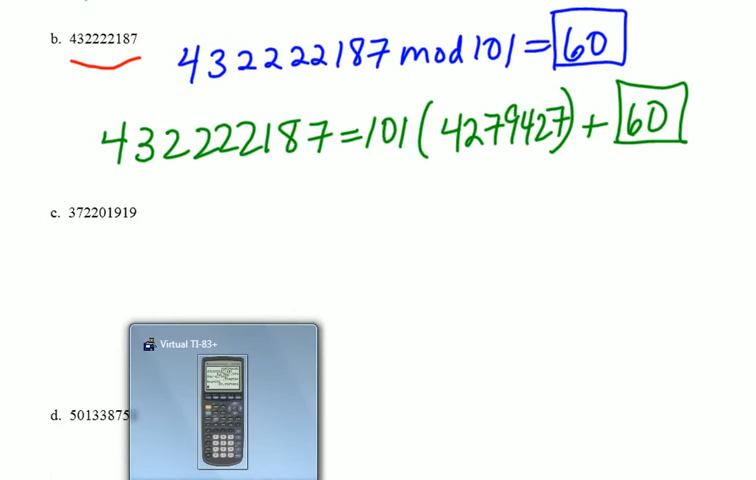 b. 432222187
432222187 mod 101 = 60
432222187 = 101 (4279427) + 60
c. 372201919
Virtual TI-83+
d. 50133875